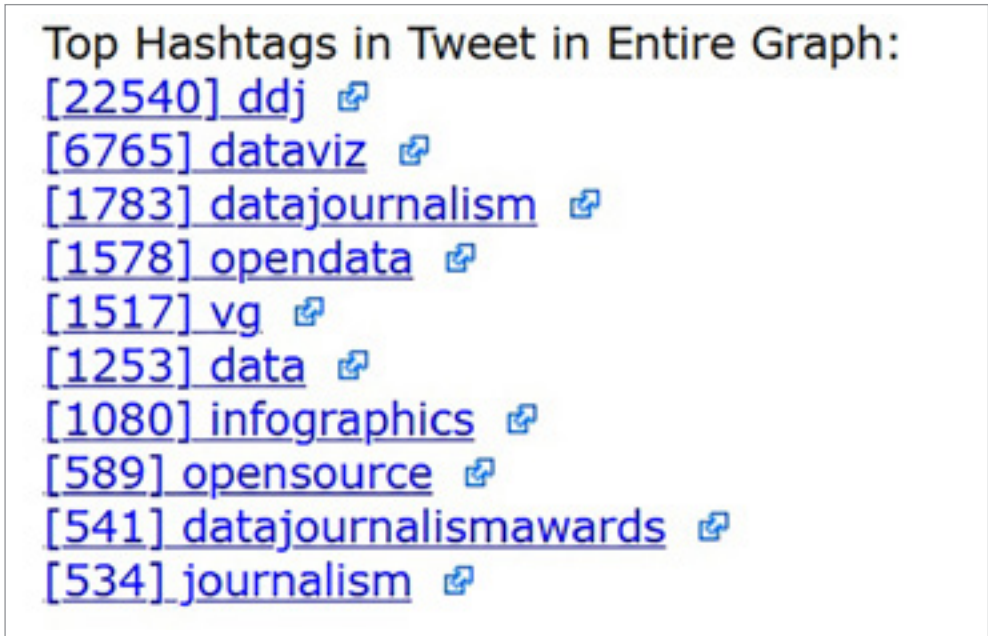 Top Hashtags in Tweet in Entire Graph:
[22540] ddj
[6765] dataviz
[1783] datajournalism
[1578] opendata
[1517] vg
[1253] data
[1080] infographics
[589] opensource
[541] datajournalismawards
[534] journalism